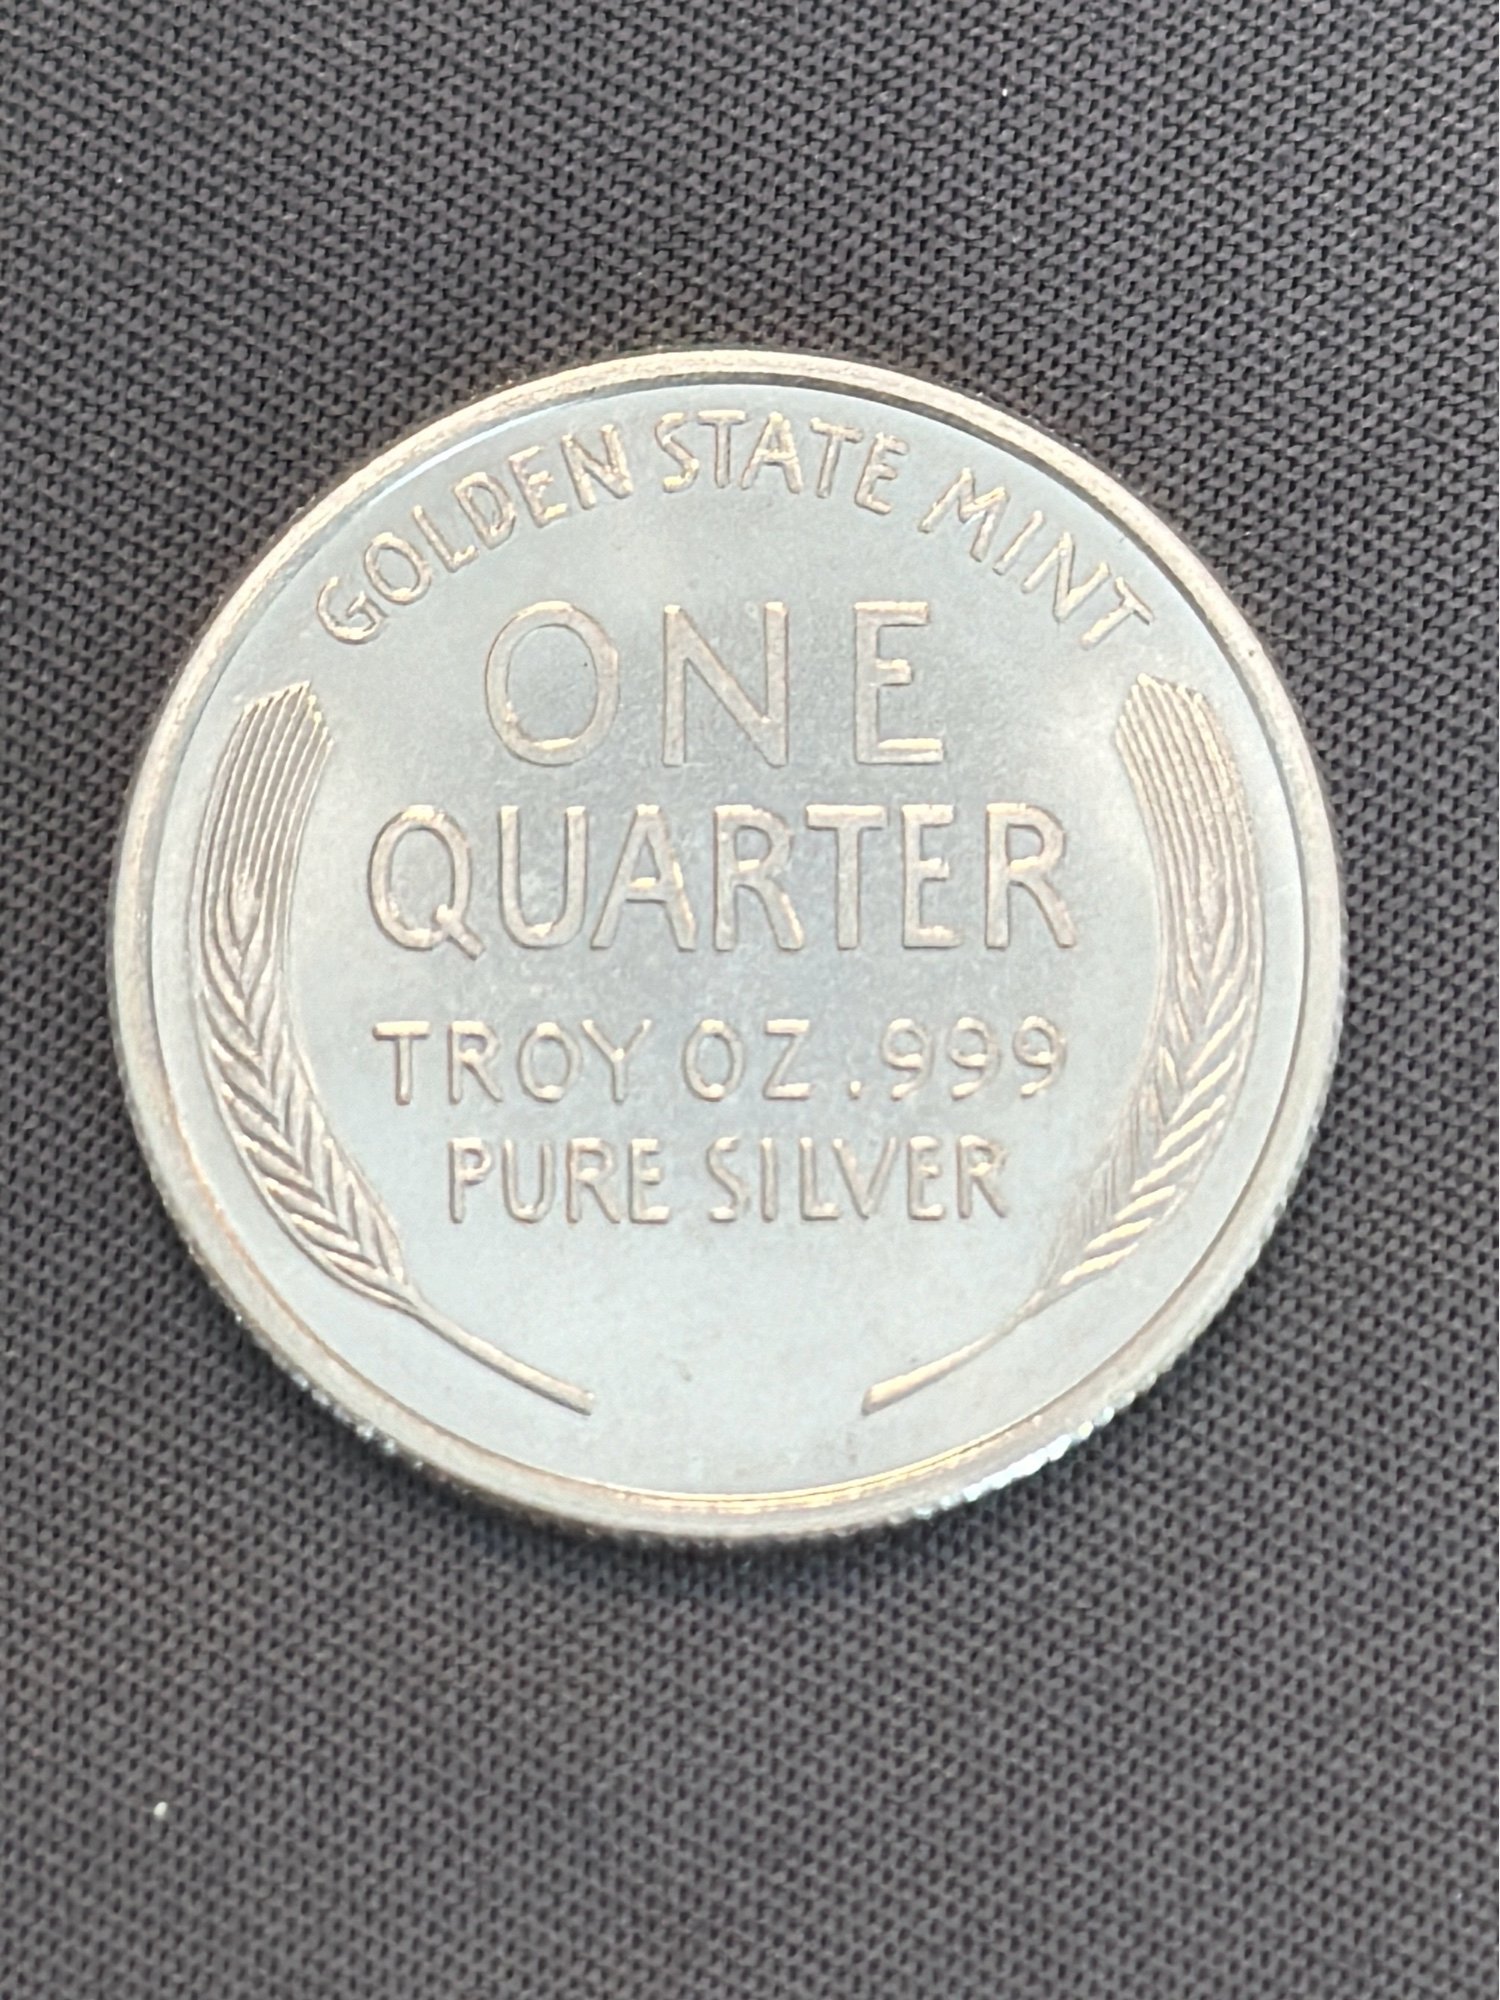 GOLDEN STATE MINT
ONE
QUARTER
TROY OZ .999
PURE SILVER